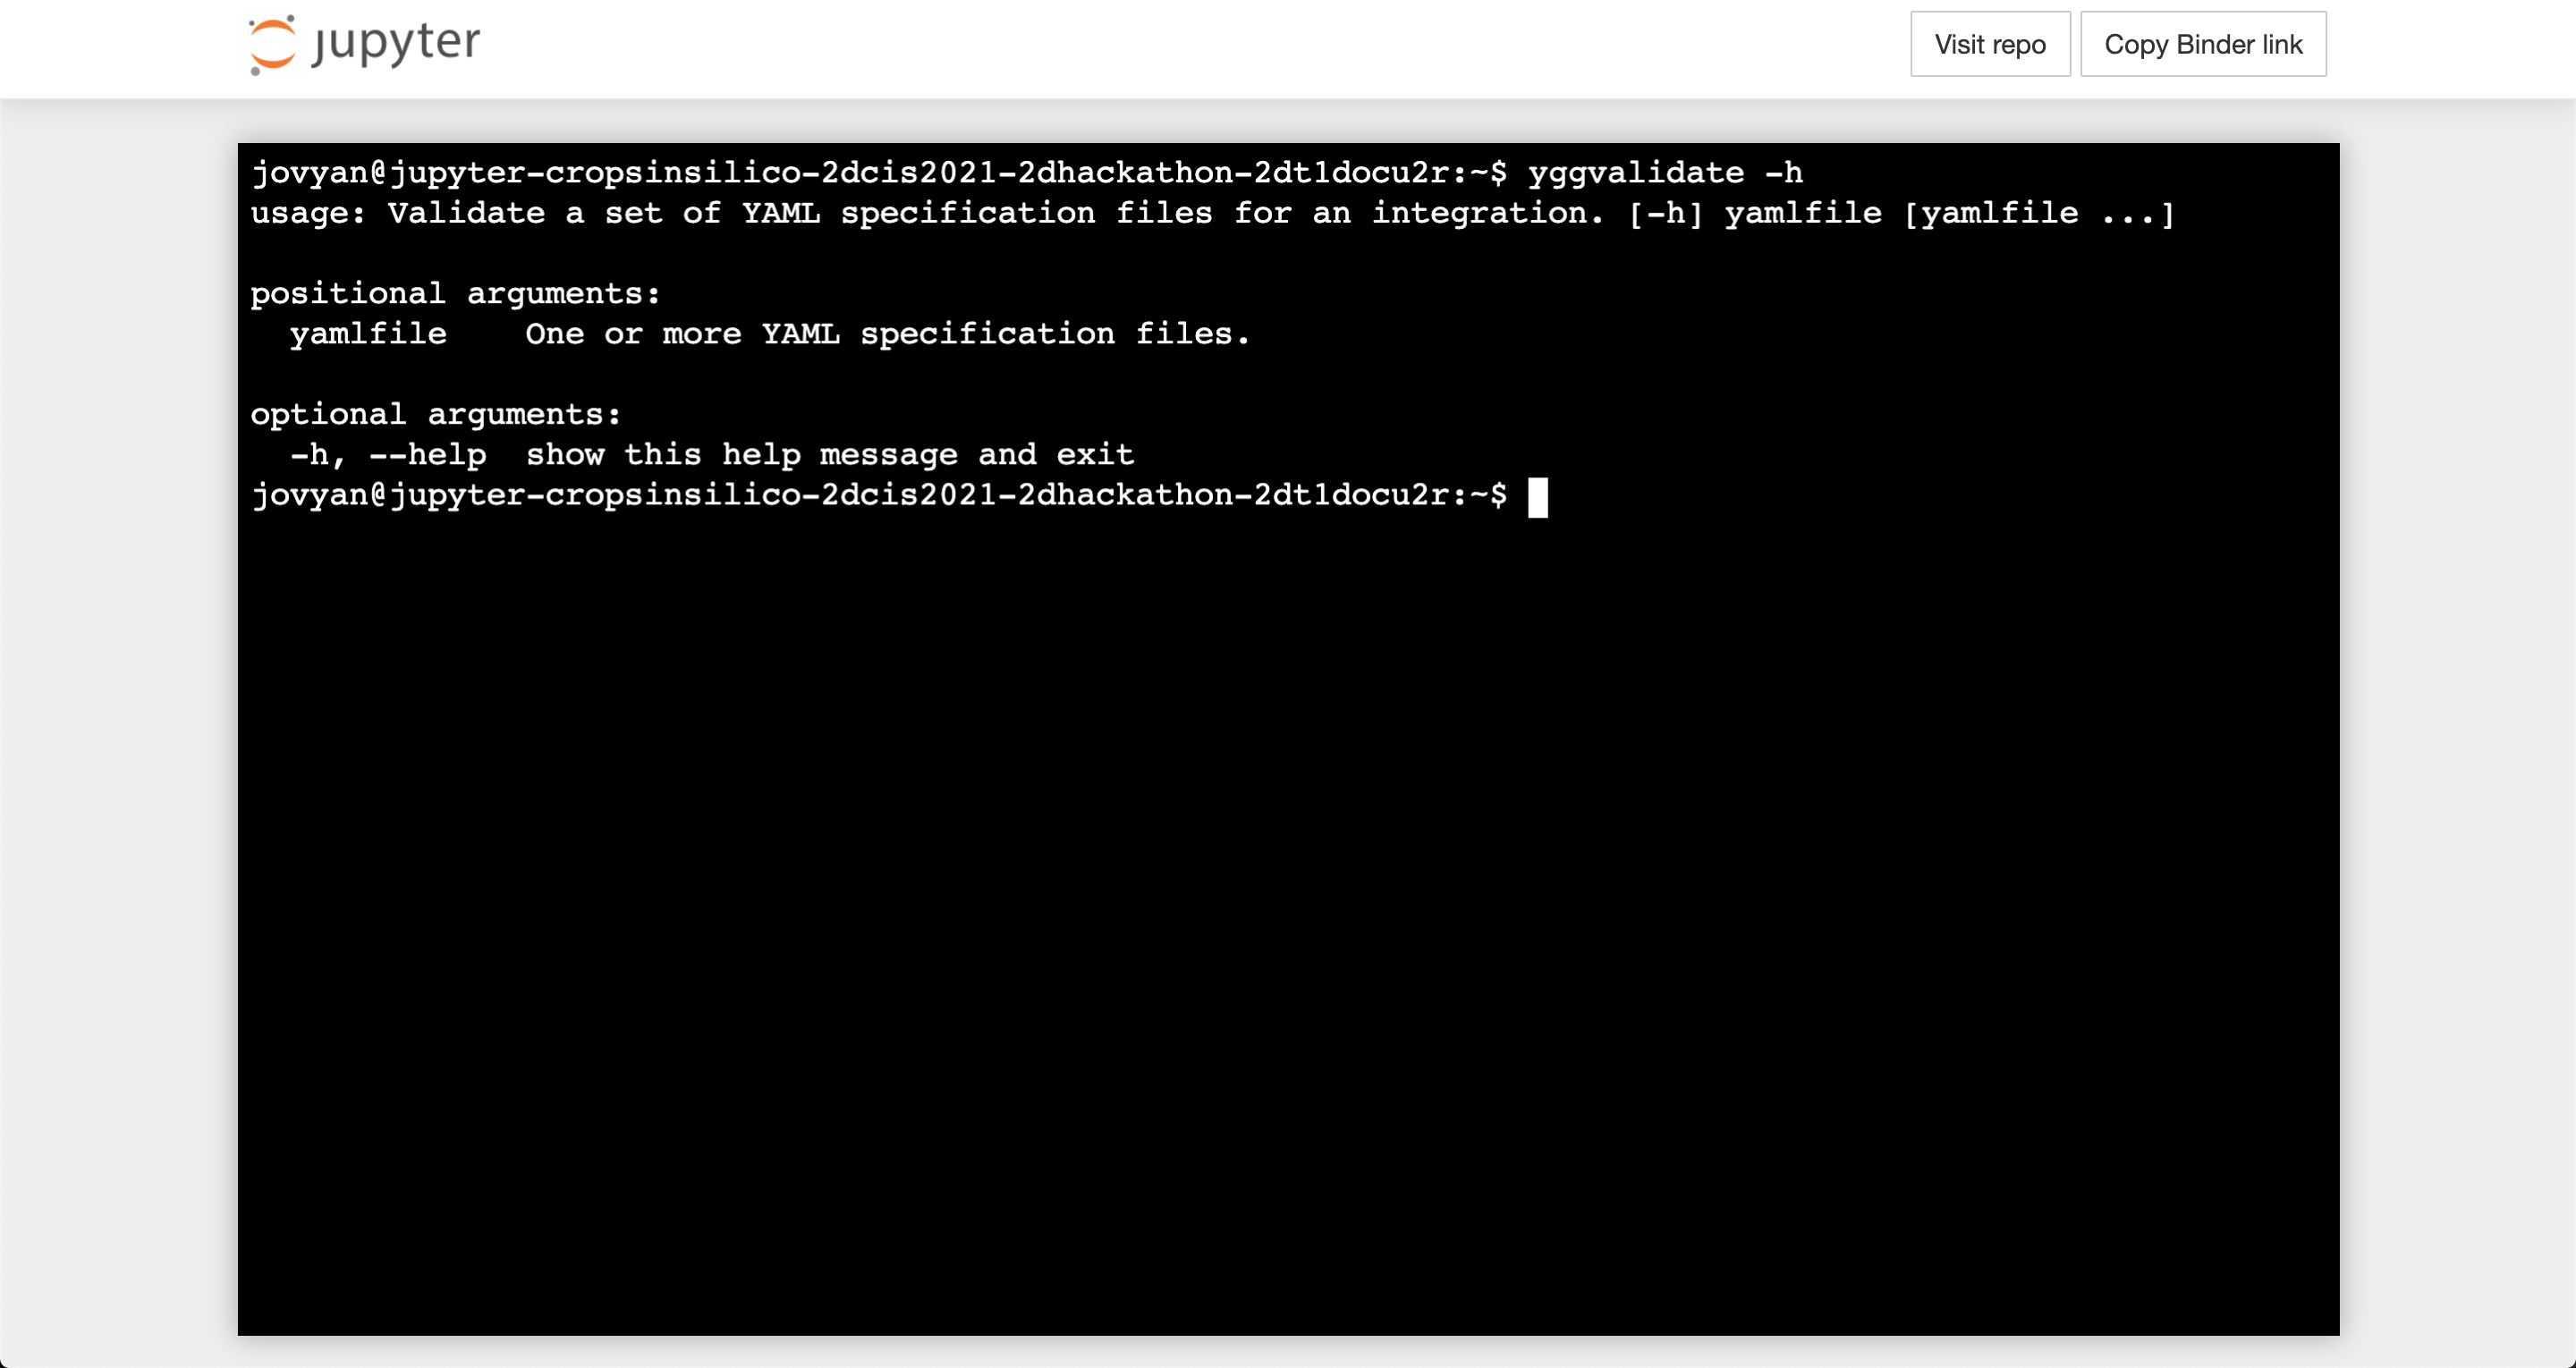 jupyter
Visit repo
Copy Binder link
jovyan@jupyter-cropsinsilico-2dcis2021-2dhackathon-2dt1docu2r:~$ yggvalidate -h
usage: Validate a set of YAML specification files for an integration. [-h] yamlfile [yamlfile ...]
positional arguments:
  yamlfile    One or more YAML specification files.
optional arguments:
  -h, --help  show this help message and exit
jovyan@jupyter-cropsinsilico-2dcis2021-2dhackathon-2dt1docu2r:~$